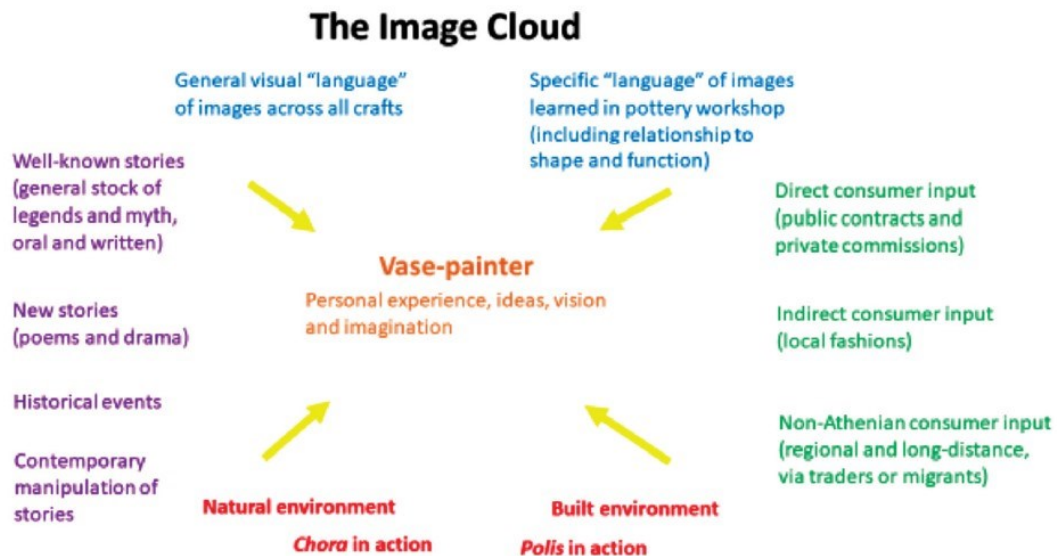 The Image Cloud
General visual “language”
of images across all crafts
Specific “language” of images
learned in pottery workshop
(including relationship to
shape and function)
Well-known stories
(general stock of
legends and myth,
oral and written)
New stories
(poems and drama)
Historical events
Contemporary
manipulation of
stories
Vase-painter
Personal experience, ideas, vision
and imagination
Direct consumer input
(public contracts and
private commissions)
Indirect consumer input
(local fashions)
Non-Athenian consumer input
(regional and long-distance,
via traders or migrants)
Natural environment
Chora in action
Built environment
Polis in action